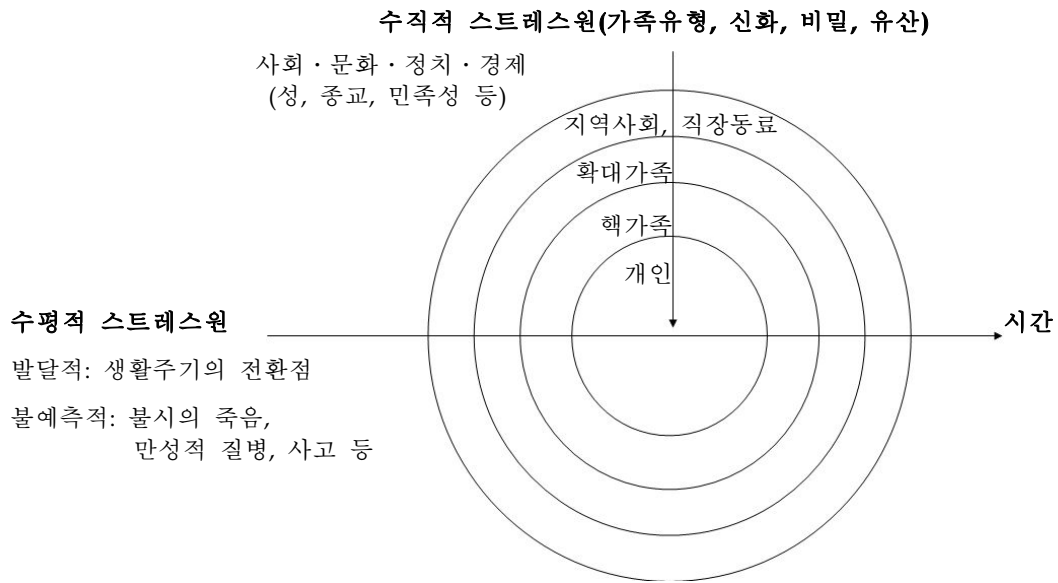 수직적 스트레스원(가족유형, 신화, 비밀, 유산)
사회·문화·정치·경제
(성, 종교, 민족성 등)
지역사회, 직장동료
확대가족
핵가족
개인
수평적 스트레스원
시간
발달적: 생활주기의 전환점
불예측적: 불시의 죽음,
만성적 질병, 사고 등